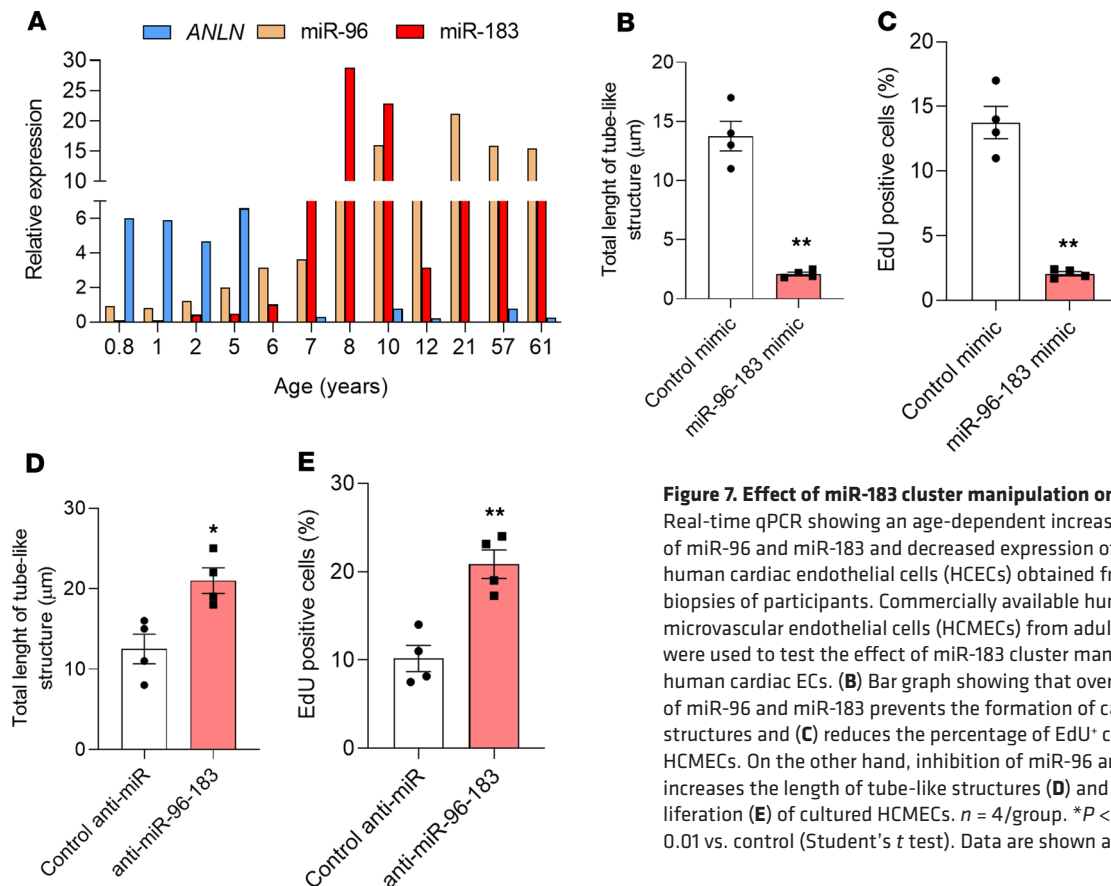 A
ANLN miR-96 miR-183
Relative expression
30
25
20
15
10
6
4
2
0
0.8 1 2 5 6 7 8 10 12 21 57 61
Age (years)
B
Total lenght of tube-like
structure (μm)
20
15
10
5
0
**
Control mimic
miR-96-183 mimic
C
EdU positive cells (%)
20
15
10
5
0
**
Control mimic
miR-96-183 mimic
D
Total lenght of tube-like
structure (μm)
30
20
10
0
*
Control anti-miR
anti-miR-96-183
E
EdU positive cells (%)
30
20
10
0
**
Control anti-miR
anti-miR-96-183
Figure 7. Effect of miR-183 cluster manipulation or
Real-time qPCR showing an age-dependent increas
of miR-96 and miR-183 and decreased expression of
human cardiac endothelial cells (HCECs) obtained fr
biopsies of participants. Commercially available hur
microvascular endothelial cells (HCMECs) from adul
were used to test the effect of miR-183 cluster man
human cardiac ECs. (B) Bar graph showing that over
of miR-96 and miR-183 prevents the formation of ca
structures and (C) reduces the percentage of EdU⁺ c
HCMECs. On the other hand, inhibition of miR-96 ar
increases the length of tube-like structures (D) and
liferation (E) of cultured HCMECs. n = 4/group. *P <
0.01 vs. control (Student's t test). Data are shown a